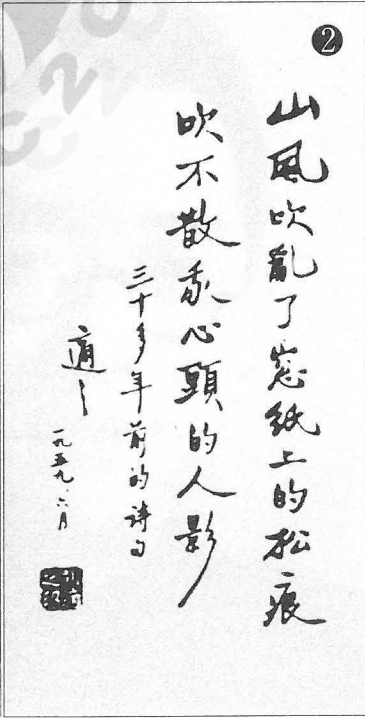 2
山風吹亂了窓紙上的松痕
吹不散我心頭的人影
三十多年前的詩句
適之
一九五九、六月